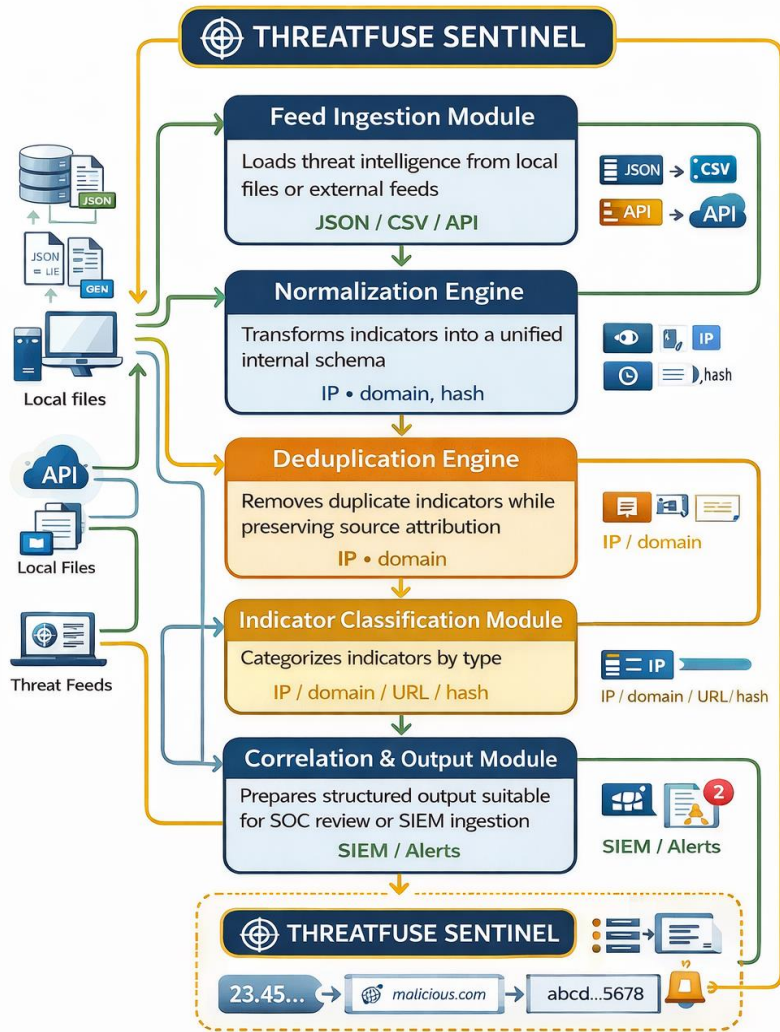 THREATFUSE SENTINEL
Feed Ingestion Module
Loads threat intelligence from local
files or external feeds
JSON / CSV / API
JSON
CSV
API
API
JSON
JSON
= LIE
GEN
Local files
Normalization Engine
Transforms indicators into a unified
internal schema
IP • domain, hash
IP
,hash
API
Local Files
Threat Feeds
Deduplication Engine
Removes duplicate indicators while
preserving source attribution
IP • domain
IP / domain
Indicator Classification Module
Categorizes indicators by type
IP / domain / URL / hash
IP
IP / domain / URL/hash
Correlation & Output Module
Prepares structured output suitable
for SOC review or SIEM ingestion
SIEM / Alerts
2
SIEM / Alerts
THREATFUSE SENTINEL
23.45...
malicious.com
abcd...5678